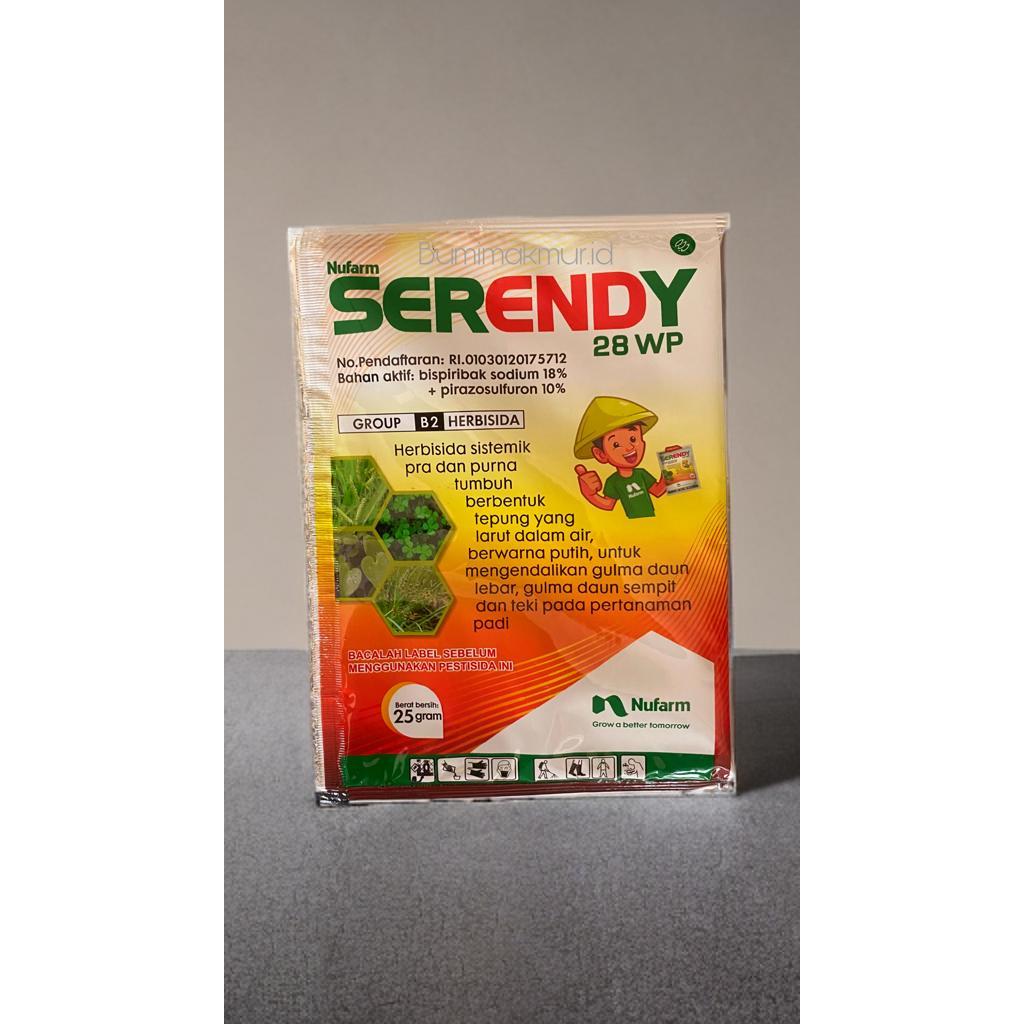 Bumimakmur.id
Nufarm
SERENDY
28 WP
No.Pendaftaran: RI.01030120175712
Bahan aktif: bispiribak sodium 18%
+ pirazosulfuron 10%
GROUP B2 HERBISIDA
Herbisida sistemik
pra dan purna
tumbuh
berbentuk
tepung yang
larut dalam air,
berwarna putih, untuk
mengendalikan gulma daun
lebar, gulma daun sempit
dan teki pada pertanaman
padi
SERENDY
Nufarm
BACALAH LABEL SEBELUM
MENGGUNAKAN PESTISIDA INI
Berat bersih:
25 gram
Nufarm
Grow a better tomorrow